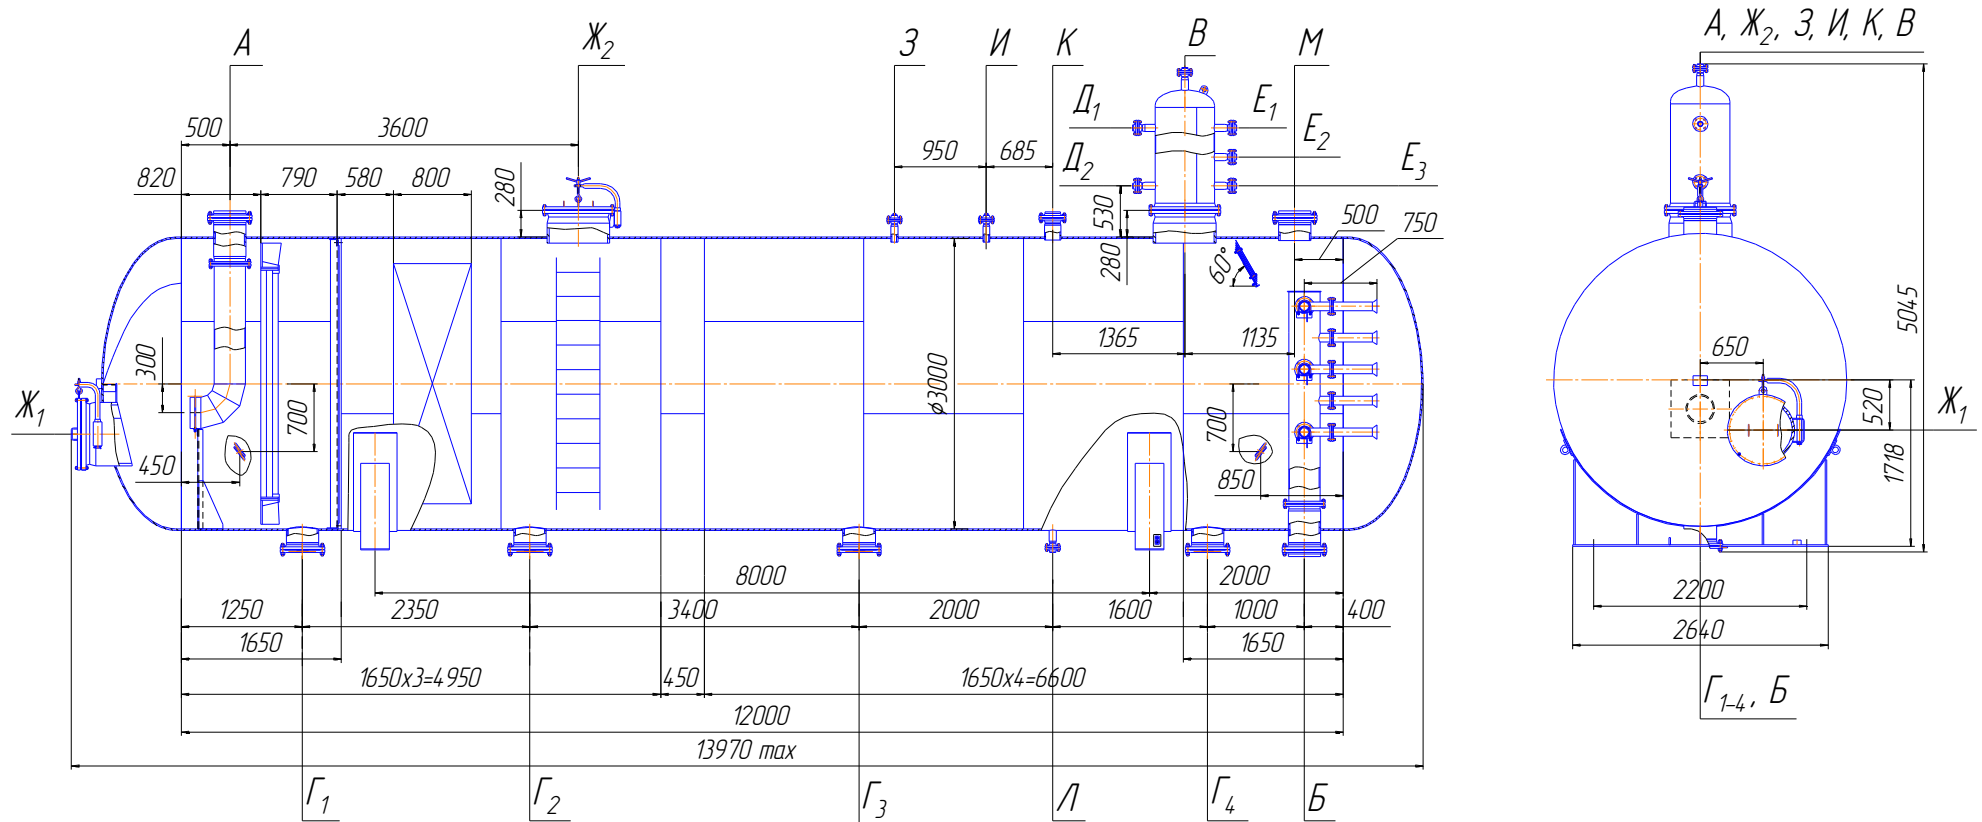 А Ж2 З И К В М А, Ж2, З, И, К, В
Д1 Е1
500 3600 950 685 Е2
Д2 Е3
820 790 580 800 280 530 500 750
280 60°
300 1365 1135 5045
650
Ж1 700 ⌀3000 700 520 Ж1
450 850 1718
8000 2000
1250 2350 3400 2000 1600 1000 400 2200
1650 1650 2640
1650х3=4950 450 1650х4=6600
12000 Г1-4, Б
13970 max
Г1 Г2 Г3 Л Г4 Б